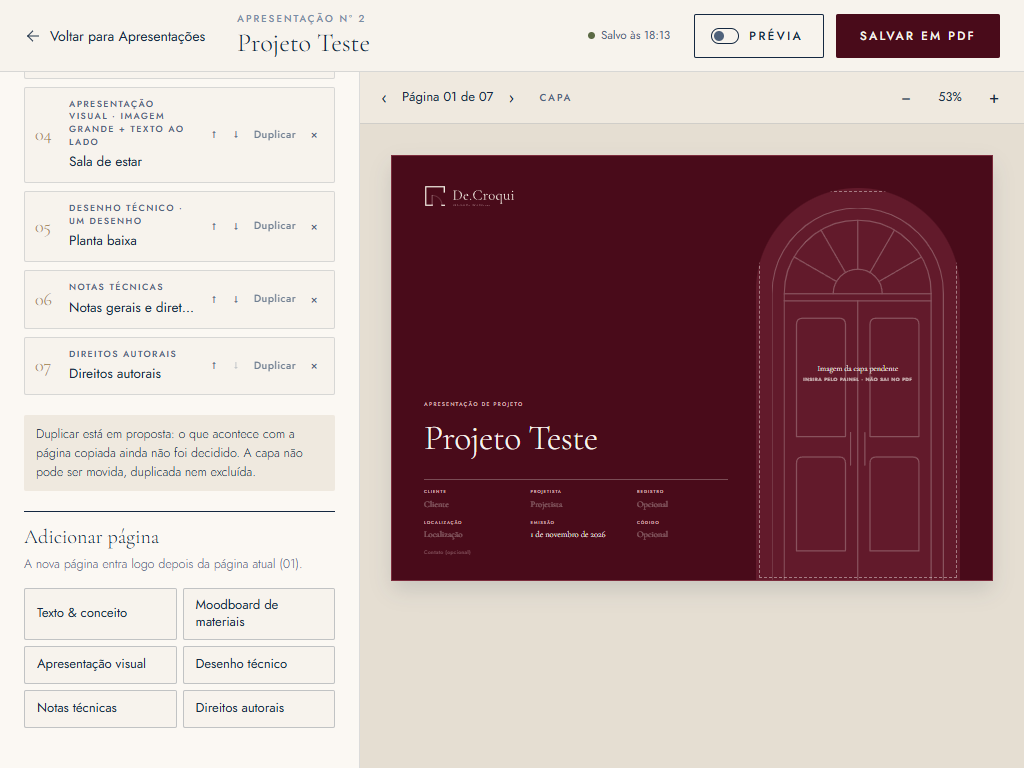 Voltar para Apresentações
APRESENTAÇÃO Nº 2
Projeto Teste
Salvo às 18:13
PRÉVIA
SALVAR EM PDF
04
APRESENTAÇÃO
VISUAL · IMAGEM
GRANDE + TEXTO AO
LADO
Sala de estar
↑ ↓ Duplicar ×
05
DESENHO TÉCNICO ·
UM DESENHO
Planta baixa
↑ ↓ Duplicar ×
06
NOTAS TÉCNICAS
Notas gerais e diret...
↑ ↓ Duplicar ×
07
DIREITOS AUTORAIS
Direitos autorais
↑ ↓ Duplicar ×
Duplicar está em proposta: o que acontece com a
página copiada ainda não foi decidido. A capa não
pode ser movida, duplicada nem excluída.
Adicionar página
A nova página entra logo depois da página atual (01).
Texto & conceito
Moodboard de
materiais
Apresentação visual
Desenho técnico
Notas técnicas
Direitos autorais
‹ Página 01 de 07 ›
CAPA
− 53% +
De.Croqui
Imagem da capa pendente
INSIRA PELO PAINEL · NÃO SAI NO PDF
APRESENTAÇÃO DE PROJETO
Projeto Teste
CLIENTE
Cliente
PROJETISTA
Projetista
REGISTRO
Opcional
LOCALIZAÇÃO
Localização
EMISSÃO
1 de novembro de 2026
CÓDIGO
Opcional
Contato (opcional)